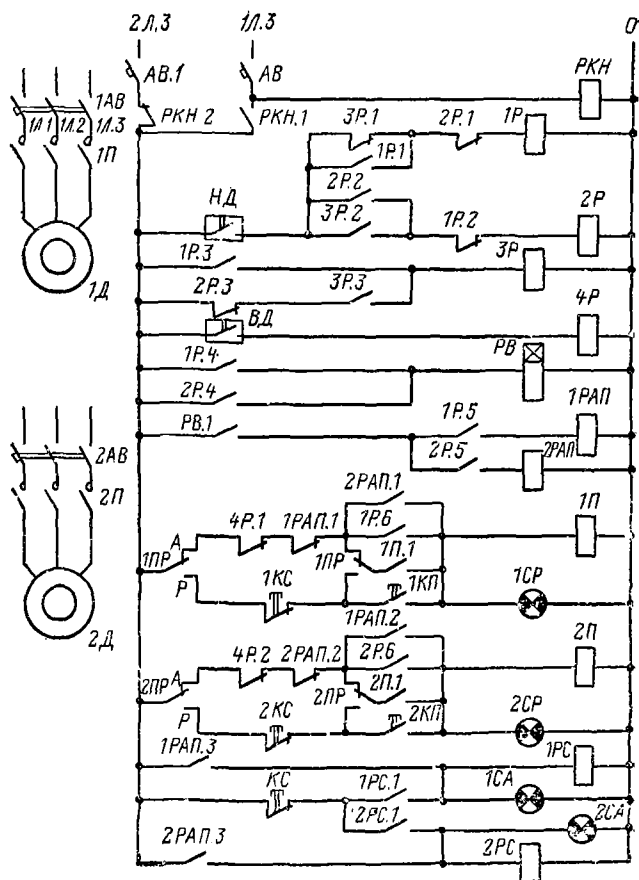 2Л.3 1Л.3 0
АВ.1 АВ РКН
1АВ РКН 2 РКН.1
1Л1 1Л.2 1Л.3 3Р.1 2Р.1 1Р
1П 1Р.1
2Р.2
НД 3Р.2 1Р.2 2Р
1Р.3 3Р
1Д
2Р.3 3Р.3
ВД 4Р
1Р.4 РВ
2Р.4
РВ.1 1Р.5 1РАП
2АВ 2Р.5 2РАП
2П 2РАП.1
4Р.1 1РАП.1 1Р.6 1П
1ПР А 1ПР 1П.1
Р 1КС 1КП 1СР
2Д 1РАП.2
4Р.2 2РАП.2 2Р.6 2П
2ПР А 2ПР 2П.1
Р 2КС 2КП 2СР
1РАП.3 1РС
КС 1РС.1 1СА
2РС.1 2СА
2РАП.3 2РС